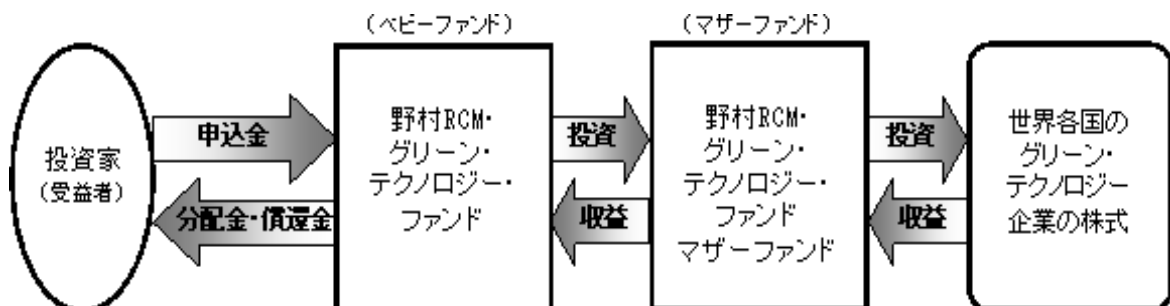 (ベビーファンド)
(マザーファンド)
投資家
(受益者)
申込金
分配金・償還金
野村RCM・
グリーン・
テクノロジー・
ファンド
投資
収益
野村RCM・
グリーン・
テクノロジー・
ファンド
マザーファンド
投資
収益
世界各国の
グリーン・
テクノロジー
企業の株式